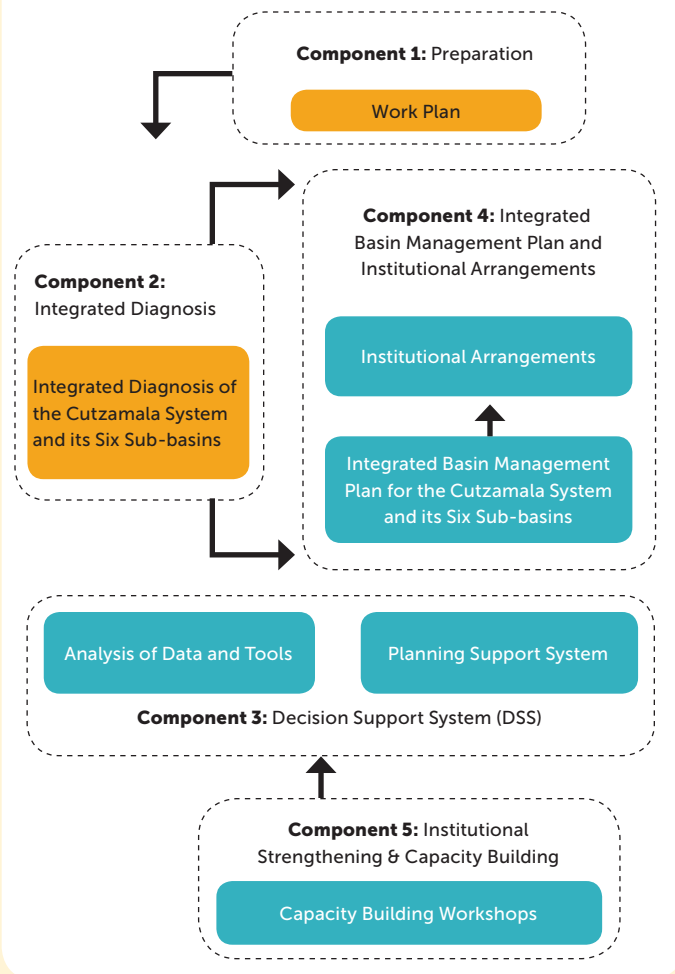 Component 1: Preparation
Work Plan
Component 4: Integrated
Basin Management Plan and
Institutional Arrangements
Component 2:
Integrated Diagnosis
Institutional Arrangements
Integrated Diagnosis of
the Cutzamala System
and its Six Sub-basins
Integrated Basin Management
Plan for the Cutzamala System
and its Six Sub-basins
Analysis of Data and Tools
Planning Support System
Component 3: Decision Support System (DSS)
Component 5: Institutional
Strengthening & Capacity Building
Capacity Building Workshops